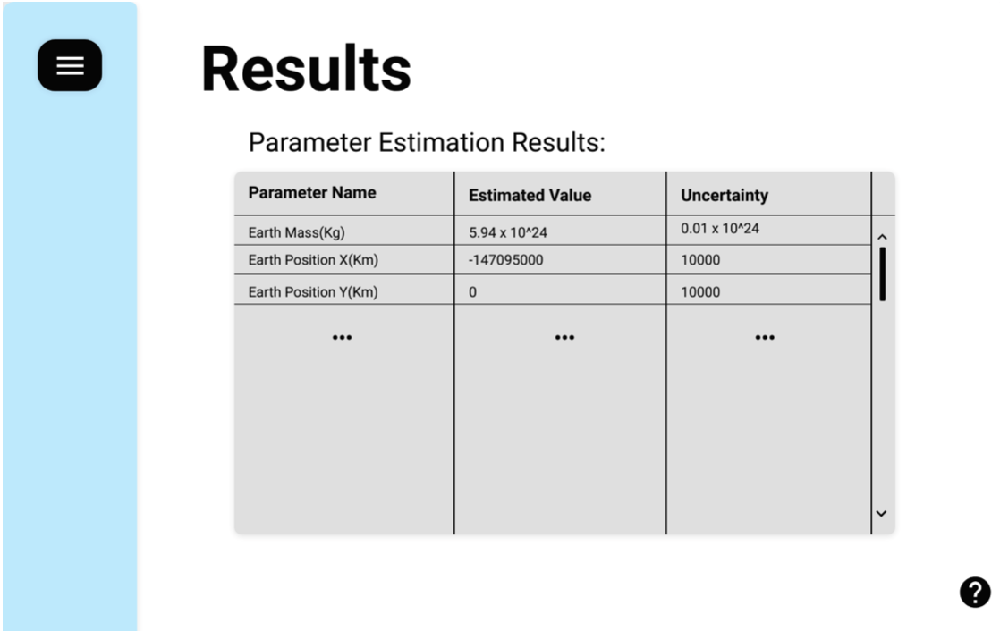 Results
Parameter Estimation Results:
Parameter Name Estimated Value Uncertainty
Earth Mass(Kg) 5.94 x 10^24 0.01 x 10^24
Earth Position X(Km) -147095000 10000
Earth Position Y(Km) 0 10000
... ... ...
?